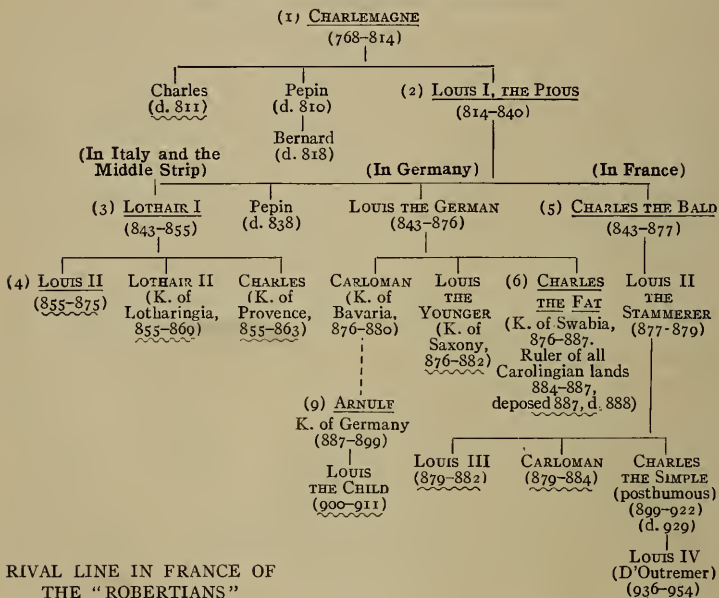 (1) CHARLEMAGNE
(768–814)
Charles
(d. 811)
Pepin
(d. 810)
Bernard
(d. 818)
(2) LOUIS I, THE PIOUS
(814–840)
(In Italy and the
Middle Strip)
(In Germany)
(In France)
(3) LOTHAIR I
(843–855)
Pepin
(d. 838)
LOUIS THE GERMAN
(843–876)
(5) CHARLES THE BALD
(843–877)
(4) LOUIS II
(855–875)
LOTHAIR II
(K. of
Lotharingia,
855–869)
CHARLES
(K. of
Provence,
855–863)
CARLOMAN
(K. of
Bavaria,
876–880)
LOUIS
THE
YOUNGER
(K. of
Saxony,
876–882)
(6) CHARLES
THE FAT
(K. of Swabia,
876–887.
Ruler of all
Carolingian lands
884–887,
deposed 887, d. 888)
LOUIS II
THE
STAMMERER
(877-879)
(9) ARNULF
K. of Germany
(887–899)
LOUIS
THE CHILD
(900–911)
LOUIS III
(879–882)
CARLOMAN
(879–884)
CHARLES
THE SIMPLE
(posthumous)
(899–922)
(d. 929)
LOUIS IV
(D'Outremer)
(936–954)
RIVAL LINE IN FRANCE OF
THE "ROBERTIANS"